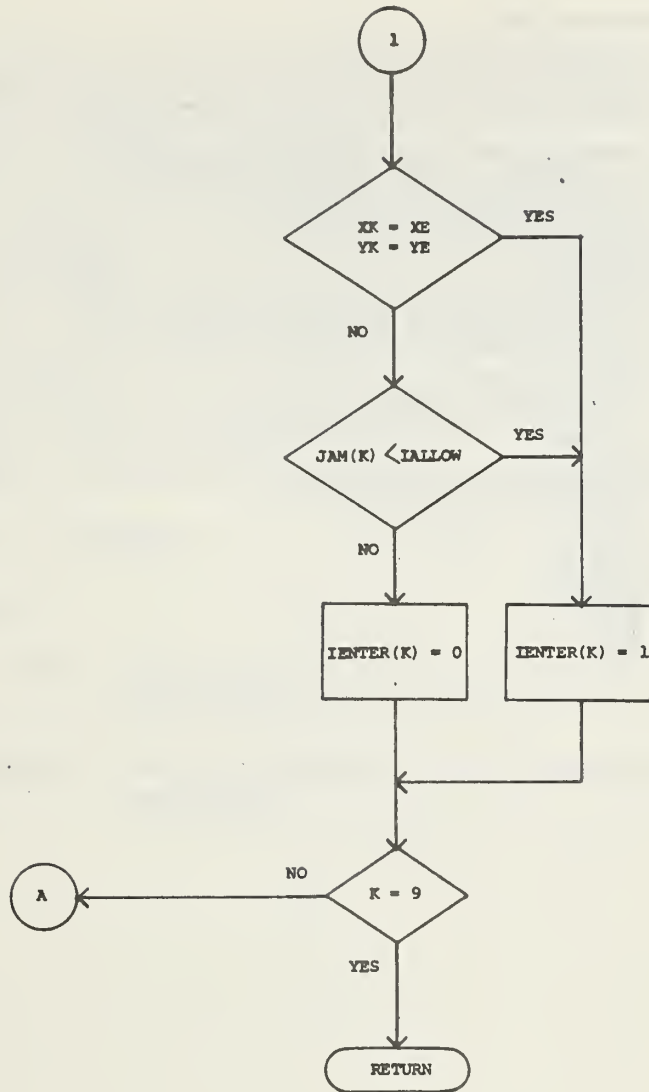 1
XK = XE
YK = YE
YES
NO
JAM(K) < IALLOW
YES
NO
IENTER(K) = 0
IENTER(K) = 1
NO
A
K = 9
YES
RETURN